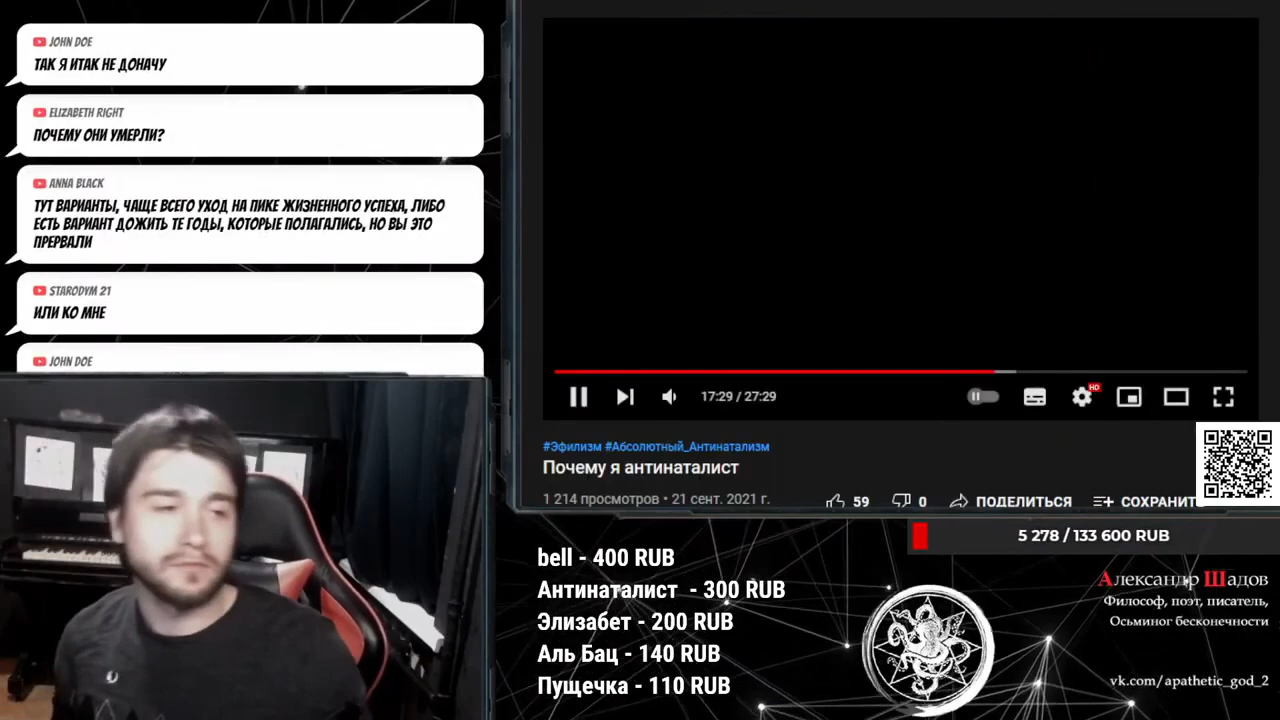 JOHN DOE
ТАК Я ИТАК НЕ ДОНАЧУ
ELIZABETH RIGHT
ПОЧЕМУ ОНИ УМЕРЛИ?
ANNA BLACK
ТУТ ВАРИАНТЫ, ЧАЩЕ ВСЕГО УХОД НА ПИКЕ ЖИЗНЕННОГО УСПЕХА, ЛИБО
ЕСТЬ ВАРИАНТ ДОЖИТЬ ТЕ ГОДЫ, КОТОРЫЕ ПОЛАГАЛИСЬ, НО ВЫ ЭТО
ПРЕРВАЛИ
STARODYM 21
ИЛИ КО МНЕ
JOHN DOE
17:29 / 27:29
HD
#Эфилизм #Абсолютный_Антинатализм
Почему я антинаталист
1 214 просмотров • 21 сент. 2021 г.
59
0
ПОДЕЛИТЬСЯ
СОХРАНИТЬ
5 278 / 133 600 RUB
bell - 400 RUB
Антинаталист - 300 RUB
Элизабет - 200 RUB
Аль Бац - 140 RUB
Пущечка - 110 RUB
Александр Шадов
Философ, поэт, писатель,
Осьминог бесконечности
vk.com/apathetic_god_2